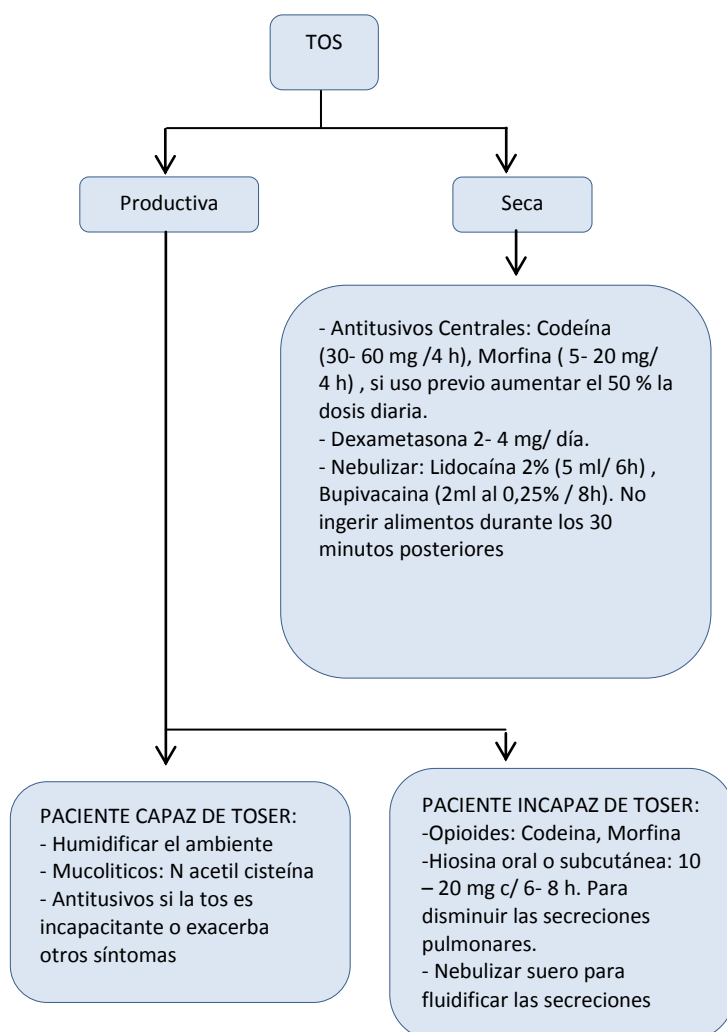 TOS
Productiva
Seca
- Antitusivos Centrales: Codeína
(30- 60 mg /4 h), Morfina ( 5- 20 mg/
4 h) , si uso previo aumentar el 50 % la
dosis diaria.
- Dexametasona 2- 4 mg/ día.
- Nebulizar: Lidocaína 2% (5 ml/ 6h) ,
Bupivacaina (2ml al 0,25% / 8h). No
ingerir alimentos durante los 30
minutos posteriores
PACIENTE CAPAZ DE TOSER:
- Humidificar el ambiente
- Mucoliticos: N acetil cisteína
- Antitusivos si la tos es
incapacitante o exacerba
otros síntomas
PACIENTE INCAPAZ DE TOSER:
-Opioides: Codeina, Morfina
-Hiosina oral o subcutánea: 10
– 20 mg c/ 6- 8 h. Para
disminuir las secreciones
pulmonares.
- Nebulizar suero para
fluidificar las secreciones